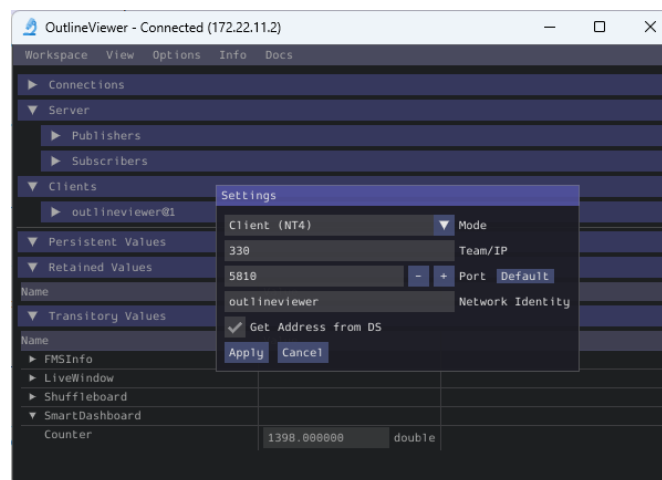 OutlineViewer - Connected (172.22.11.2)
Workspace View Options Info Docs
Connections
Server
Publishers
Subscribers
Clients
outlineviewer@1
Persistent Values
Retained Values
Name
Transitory Values
Name
FMSInfo
LiveWindow
Shuffleboard
SmartDashboard
Counter 1398.000000 double
Settings
Client (NT4) Mode
330 Team/IP
5810 - + Port Default
outlineviewer Network Identity
Get Address from DS
Apply Cancel